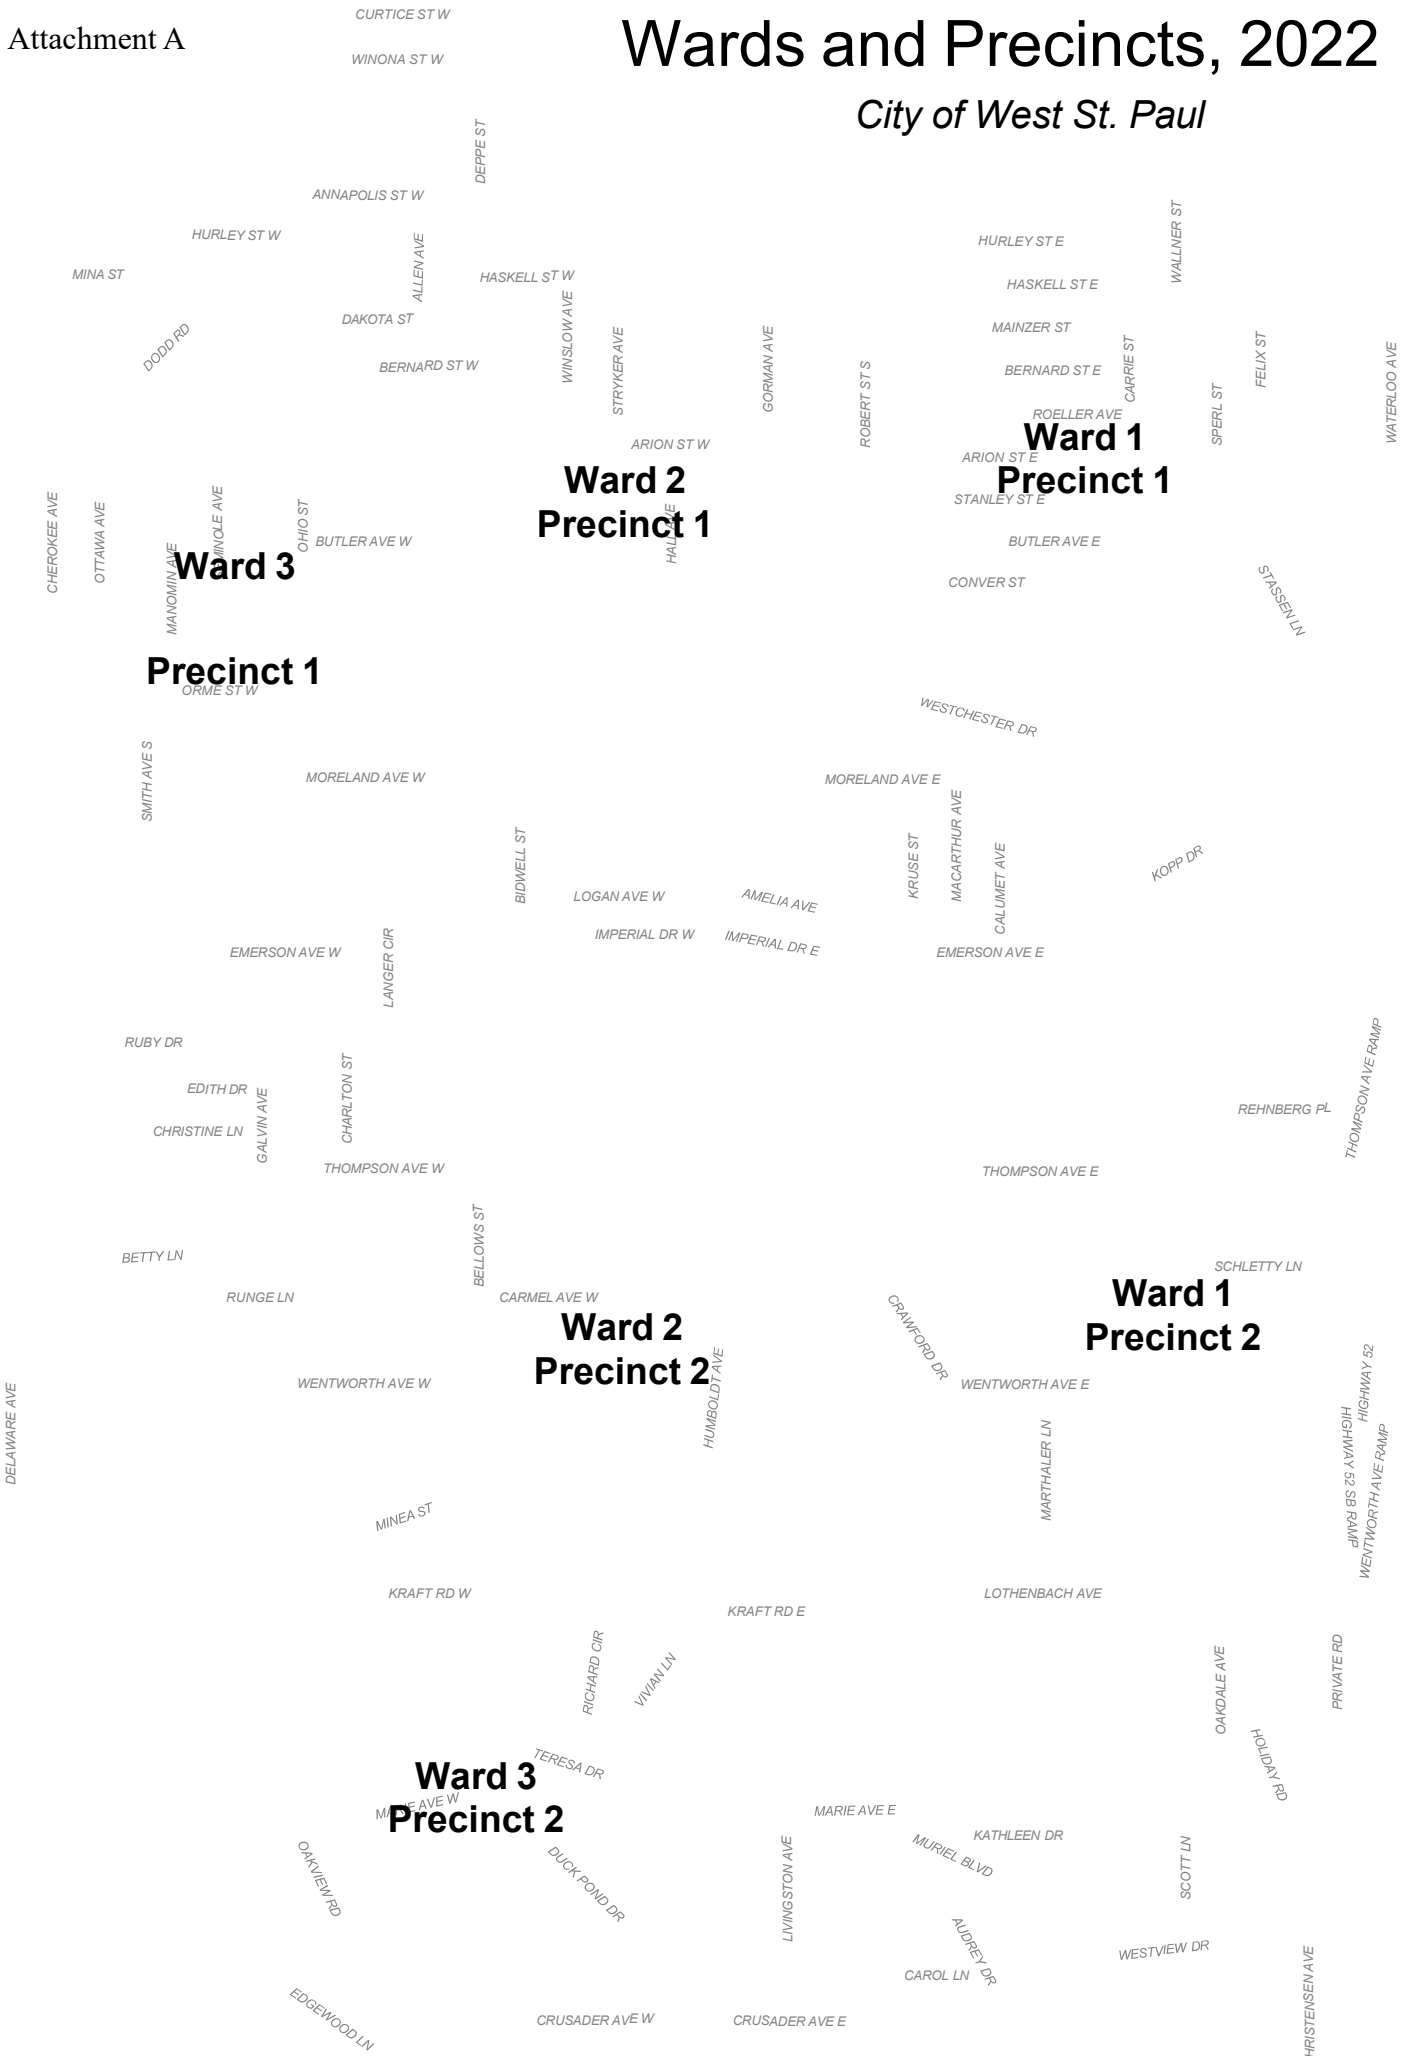 CURTICE ST W
Attachment A
Wards and Precincts, 2022
WINONA ST W
City of West St. Paul
DEPPE ST
ANNAPOLIS ST W
HURLEY ST W
WALLNER ST
HURLEY ST E
MINA ST
ALLEN AVE
HASKELL ST W
HASKELL ST E
DAKOTA ST
WINSLOW AVE
MAINZER ST
DODD RD
BERNARD ST W
STRYKER AVE
GORMAN AVE
ROBERT ST S
BERNARD ST E
CARRIE ST
FELIX ST
SPERL ST
WATERLOO AVE
ROELLER AVE
ARION ST W
Ward 1
Precinct 1
ARION ST E
STANLEY ST E
Ward 2
Precinct 1
HALL AVE
CHEROKEE AVE
OTTAWA AVE
MANOMIN AVE
MINOLE AVE
OHIO ST
BUTLER AVE W
BUTLER AVE E
Ward 3
CONVER ST
STASSEN LN
Precinct 1
ORME ST W
WESTCHESTER DR
SMITH AVE S
MORELAND AVE W
MORELAND AVE E
BIDWELL ST
KRUSE ST
MACARTHUR AVE
CALUMET AVE
KOPP DR
LOGAN AVE W
AMELIA AVE
IMPERIAL DR W
IMPERIAL DR E
EMERSON AVE W
LANGER CIR
EMERSON AVE E
RUBY DR
THOMPSON AVE RAMP
EDITH DR
CHARLTON ST
GALVIN AVE
REHNBERG PL
CHRISTINE LN
THOMPSON AVE W
THOMPSON AVE E
BELLOWS ST
BETTY LN
SCHLETTY LN
RUNGE LN
CARMEL AVE W
Ward 1
Precinct 2
CRAWFORD DR
Ward 2
Precinct 2
HUMBOLDT AVE
HIGHWAY 52
WENTWORTH AVE W
WENTWORTH AVE E
DELAWARE AVE
MARTHALER LN
HIGHWAY 52 SB RAMP
WENTWORTH AVE RAMP
MINEA ST
KRAFT RD W
KRAFT RD E
LOTHENBACH AVE
RICHARD CIR
VIVIAN LN
OAKDALE AVE
PRIVATE RD
TERESA DR
HOLIDAY RD
Ward 3
Precinct 2
MARIE AVE W
MARIE AVE E
KATHLEEN DR
MURIEL BLVD
OAKVIEW RD
DUCK POND DR
LIVINGSTON AVE
SCOTT LN
AUDREY DR
WESTVIEW DR
CAROL LN
HRISTENSEN AVE
EDGEWOOD LN
CRUSADER AVE W
CRUSADER AVE E